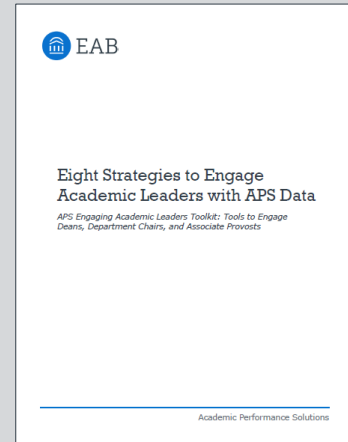 EAB
Eight Strategies to Engage
Academic Leaders with APS Data
APS Engaging Academic Leaders Toolkit: Tools to Engage
Deans, Department Chairs, and Associate Provosts
Academic Performance Solutions